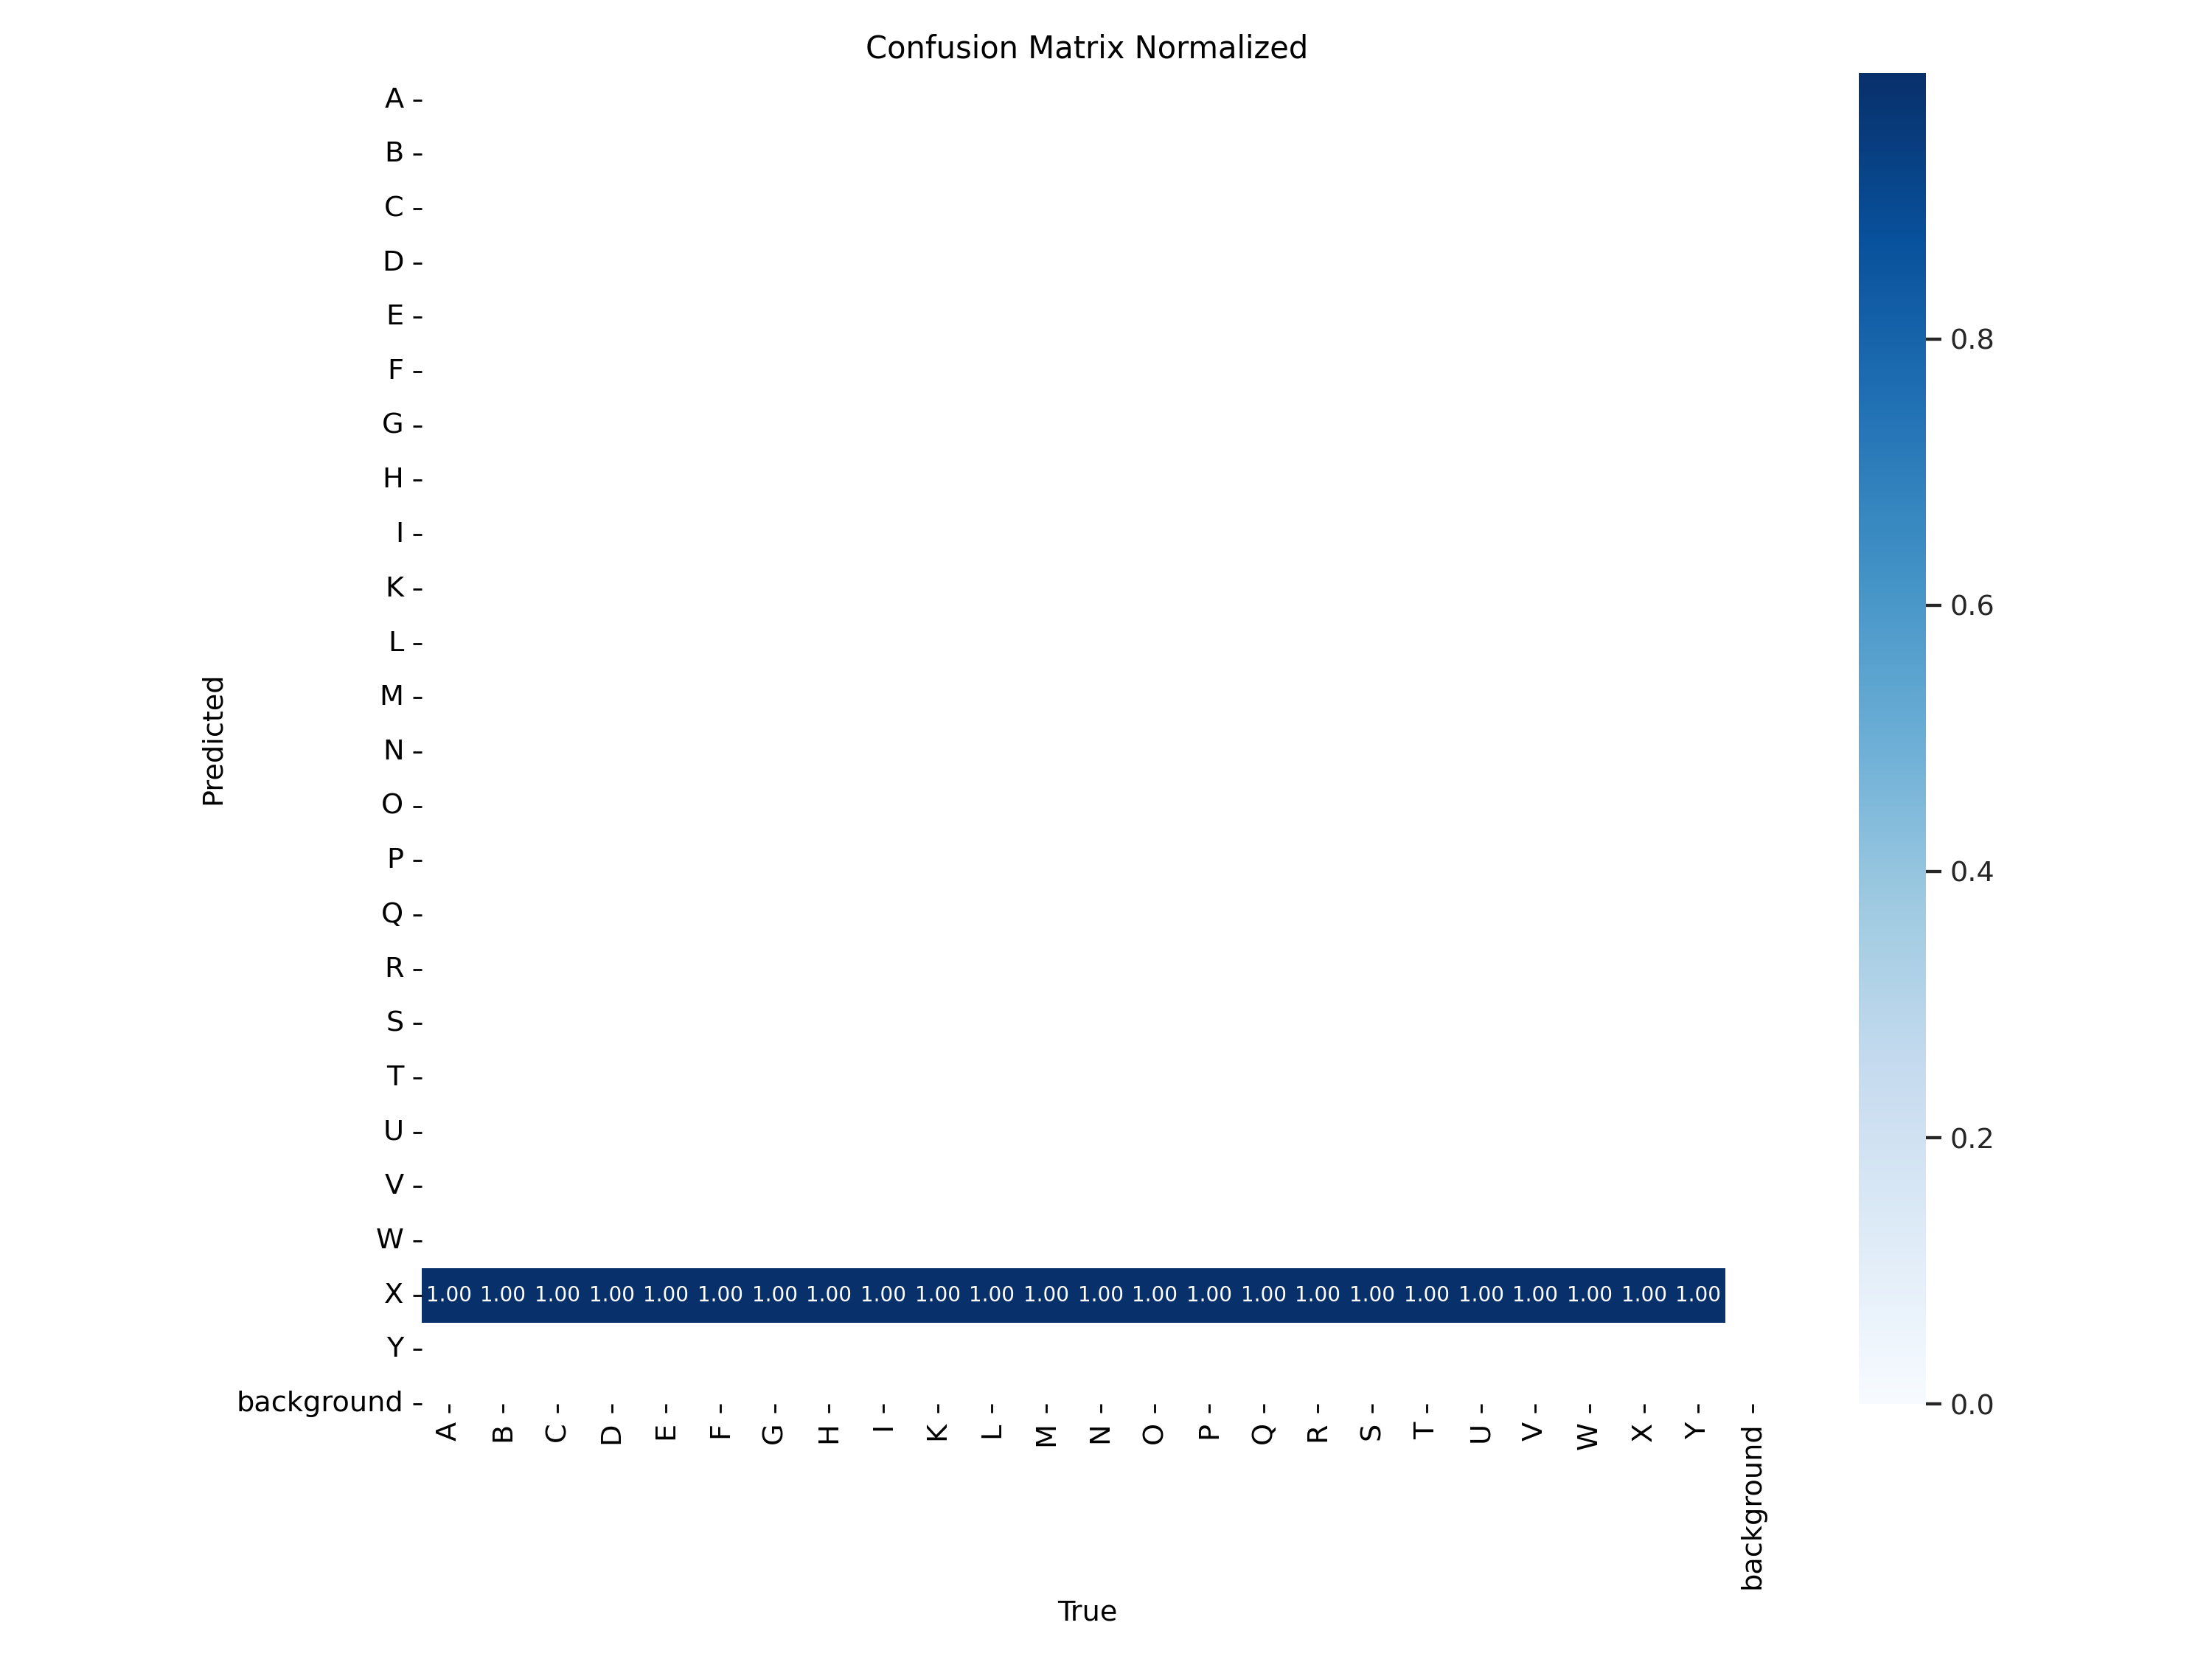 Confusion Matrix Normalized
A
B
C
D
E
F
G
H
I
K
L
M
N
O
P
Q
R
S
T
U
V
W
X
Y
background
Predicted
1.00 1.00 1.00 1.00 1.00 1.00 1.00 1.00 1.00 1.00 1.00 1.00 1.00 1.00 1.00 1.00 1.00 1.00 1.00 1.00 1.00 1.00 1.00 1.00
A B C D E F G H I K L M N O P Q R S T U V W X Y background
True
0.8
0.6
0.4
0.2
0.0